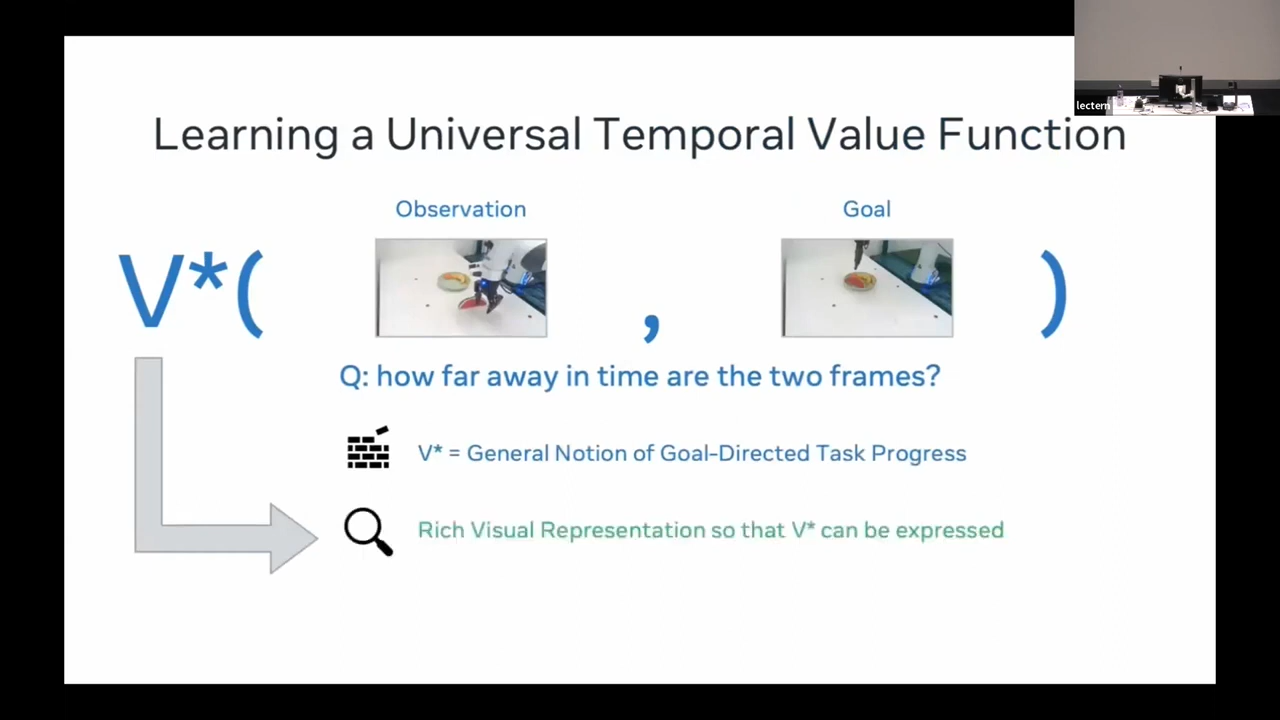 lectern
Learning a Universal Temporal Value Function
Observation
Goal
V*( , )
Q: how far away in time are the two frames?
V* = General Notion of Goal-Directed Task Progress
Rich Visual Representation so that V* can be expressed